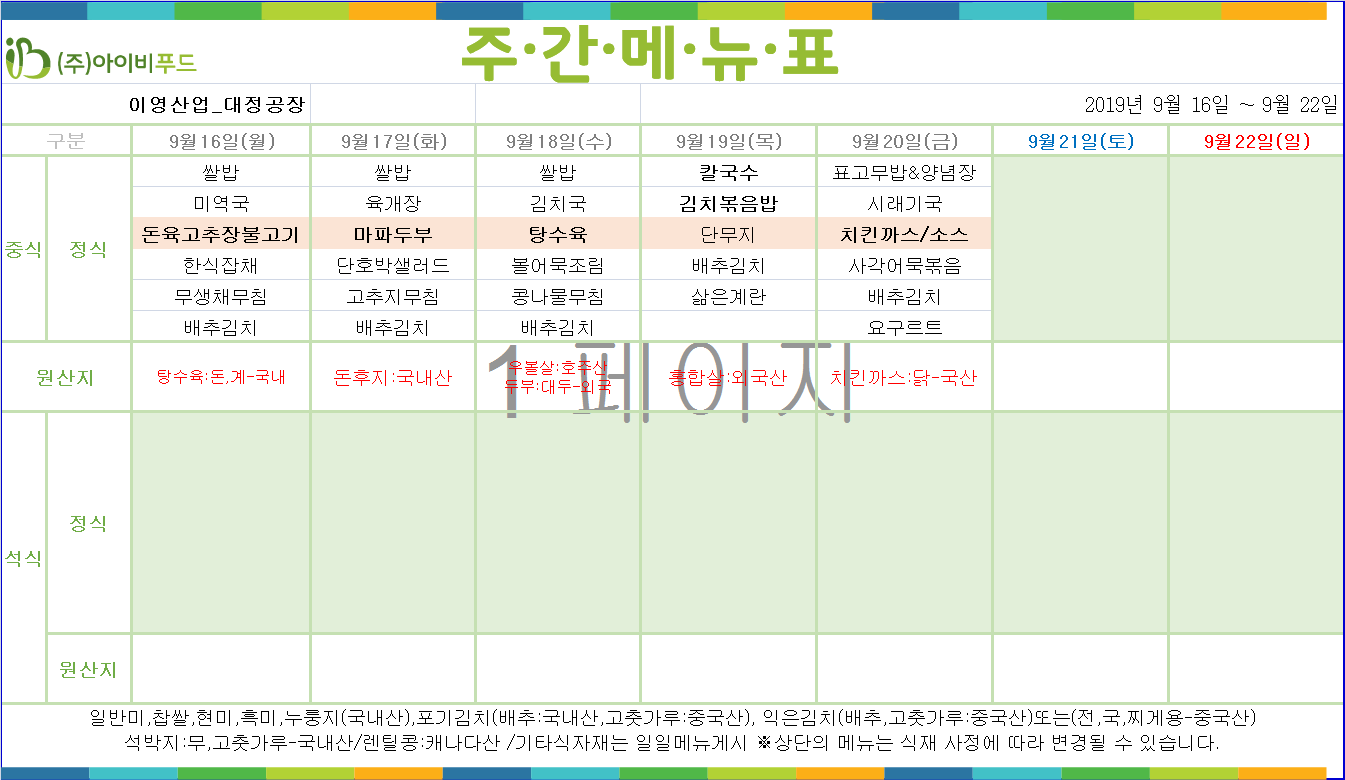 주·간·메·뉴·표
(주)아이비푸드
이영산업_대정공장
2019년 9월 16일 ~ 9월 22일
구분 9월16일(월) 9월17일(화) 9월18일(수) 9월19일(목) 9월20일(금) 9월21일(토) 9월22일(일)
중식 정식
쌀밥 쌀밥 쌀밥 칼국수 표고무밥&양념장
미역국 육개장 김치국 김치볶음밥 시래기국
돈육고추장불고기 마파두부 탕수육 단무지 치킨까스/소스
한식잡채 단호박샐러드 볼어묵조림 배추김치 사각어묵볶음
무생채무침 고추지무침 콩나물무침 삶은계란 배추김치
배추김치 배추김치 배추김치 요구르트
원산지 탕수육:돈,계-국내 돈후지:국내산 우볼살:호주산 홍합살:외국산 치킨까스:닭-국산
두부:대두-외국
1 페이지
석식 정식
원산지
일반미,찹쌀,현미,흑미,누룽지(국내산),포기김치(배추:국내산,고춧가루:중국산), 익은김치(배추,고춧가루:중국산)또는(전,국,찌게용-중국산)
석박지:무,고춧가루-국내산/렌틸콩:캐나다산 /기타식자재는 일일메뉴게시 ※상단의 메뉴는 식재 사정에 따라 변경될 수 있습니다.